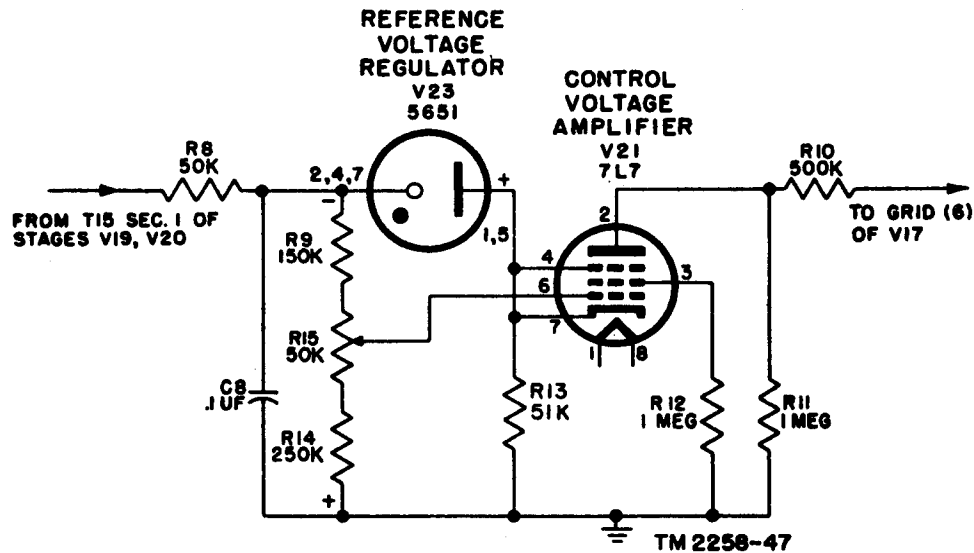 REFERENCE
VOLTAGE
REGULATOR
V23
5651
CONTROL
VOLTAGE
AMPLIFIER
V21
7L7
R8
50K
2,4,7
+
R10
500K
FROM T15 SEC. 1 OF
STAGES V19, V20
-
1,5
2
TO GRID (6)
OF V17
R9
150K
4
3
6
7
R15
50K
1
8
C8
.1UF
R13
51K
R12
1 MEG
R11
1 MEG
R14
250K
+
TM 2258-47